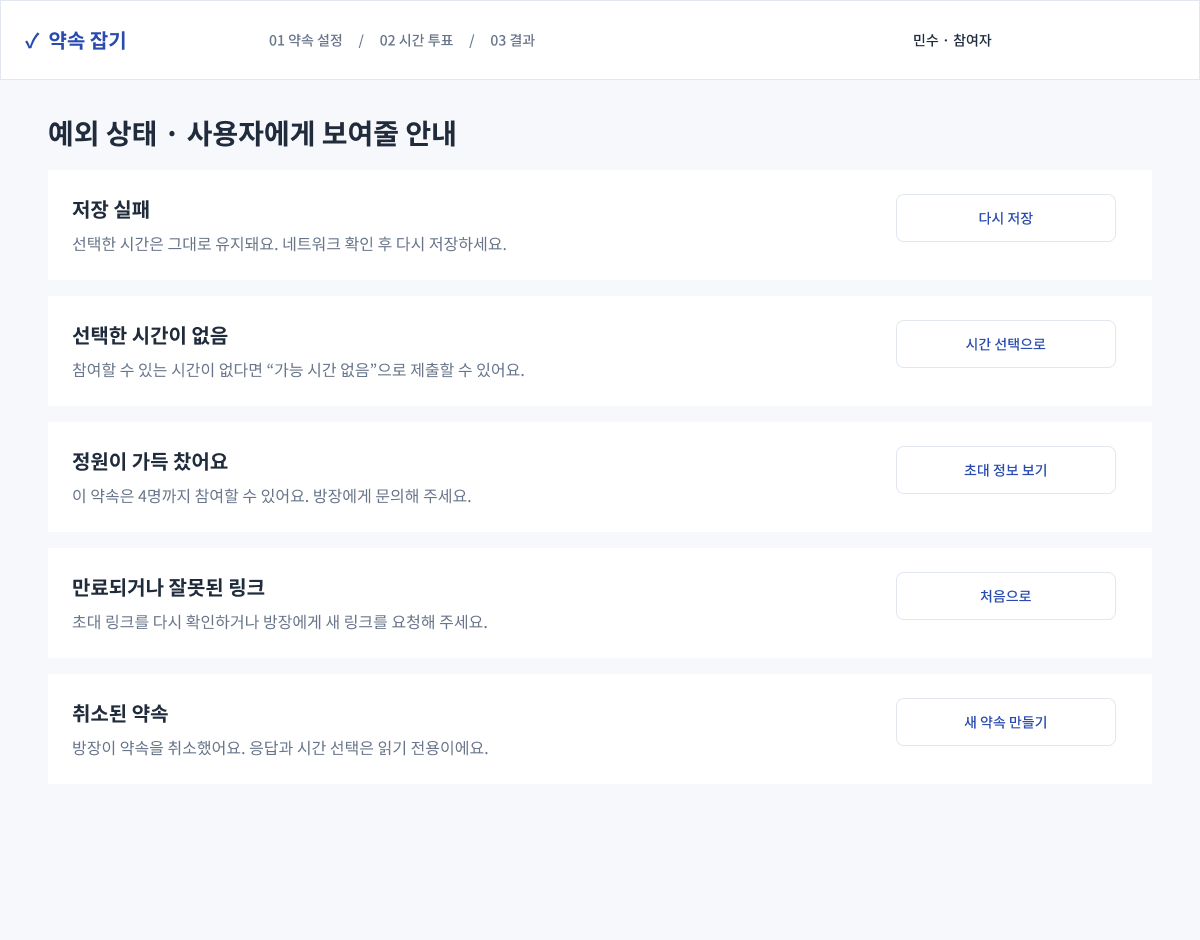 ✓ 약속 잡기
01 약속 설정 / 02 시간 투표 / 03 결과
민수 · 참여자
예외 상태 · 사용자에게 보여줄 안내
저장 실패
선택한 시간은 그대로 유지돼요. 네트워크 확인 후 다시 저장하세요.
다시 저장
선택한 시간이 없음
참여할 수 있는 시간이 없다면 “가능 시간 없음”으로 제출할 수 있어요.
시간 선택으로
정원이 가득 찼어요
이 약속은 4명까지 참여할 수 있어요. 방장에게 문의해 주세요.
초대 정보 보기
만료되거나 잘못된 링크
초대 링크를 다시 확인하거나 방장에게 새 링크를 요청해 주세요.
처음으로
취소된 약속
방장이 약속을 취소했어요. 응답과 시간 선택은 읽기 전용이에요.
새 약속 만들기